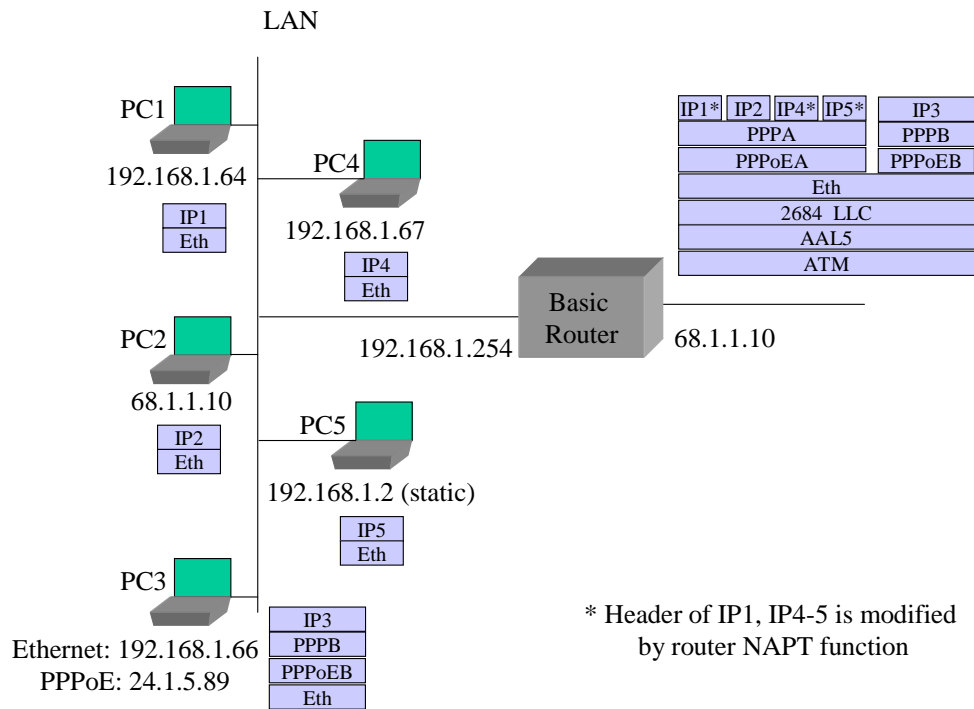 LAN
PC1
192.168.1.64
IP1
Eth
PC4
192.168.1.67
IP4
Eth
IP1* IP2 IP4* IP5* IP3
PPPA PPPB
PPPoEA PPPoEB
Eth
2684 LLC
AAL5
ATM
Basic
Router
192.168.1.254
68.1.1.10
PC2
68.1.1.10
IP2
Eth
PC5
192.168.1.2 (static)
IP5
Eth
PC3
Ethernet: 192.168.1.66
PPPoE: 24.1.5.89
IP3
PPPB
PPPoEB
Eth
* Header of IP1, IP4-5 is modified
by router NAPT function